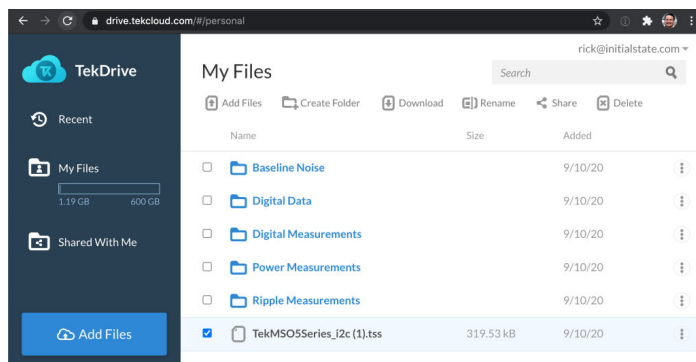 drive.tekcloud.com/#/personal
rick@initialstate.com
TK TekDrive
My Files
Search
Add Files Create Folder Download Rename Share Delete
Recent
Name Size Added
My Files
1.19 GB 600 GB
Shared With Me
Add Files
Baseline Noise 9/10/20
Digital Data 9/10/20
Digital Measurements 9/10/20
Power Measurements 9/10/20
Ripple Measurements 9/10/20
TekMSO5Series_i2c (1).tss 319.53 kB 9/10/20